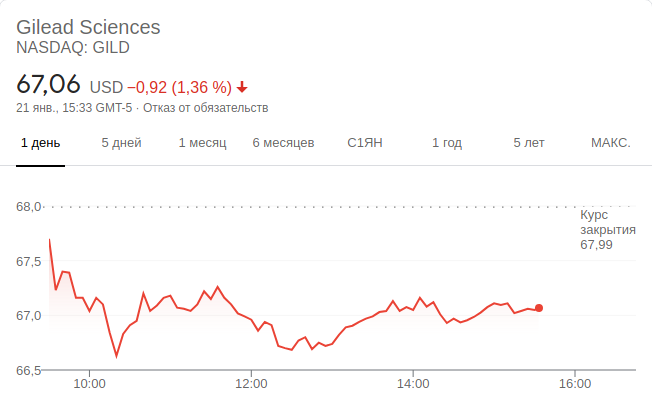 Gilead Sciences
NASDAQ: GILD
67,06 USD −0,92 (1,36 %)
21 янв., 15:33 GMT-5 · Отказ от обязательств
1 день 5 дней 1 месяц 6 месяцев С1ЯН 1 год 5 лет МАКС.
68,0
Курс
закрытия
67,99
67,5
67,0
66,5
10:00 12:00 14:00 16:00